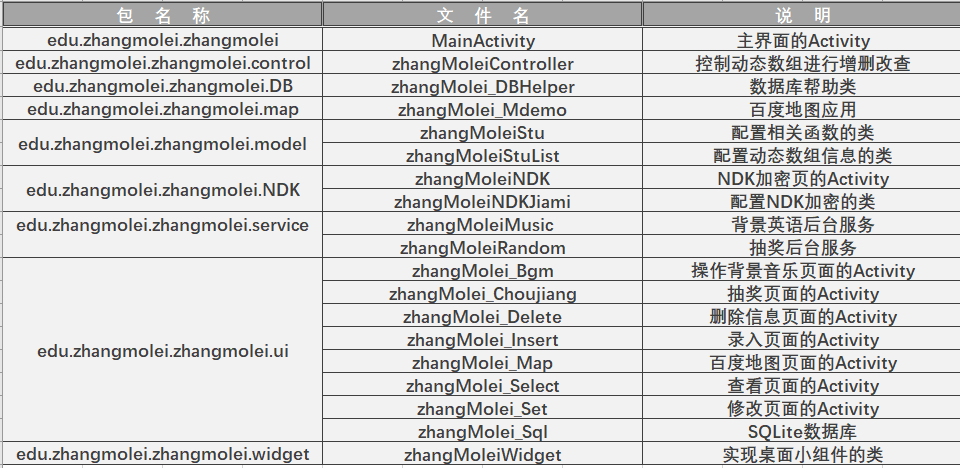 包 名 称 文 件 名 说 明
edu.zhangmolei.zhangmolei MainActivity 主界面的Activity
edu.zhangmolei.zhangmolei.control zhangMoleiController 控制动态数组进行增删改查
edu.zhangmolei.zhangmolei.DB zhangMolei_DBHelper 数据库帮助类
edu.zhangmolei.zhangmolei.map zhangMolei_Mdemo 百度地图应用
edu.zhangmolei.zhangmolei.model zhangMoleiStu 配置相关函数的类
zhangMoleiStuList 配置动态数组信息的类
edu.zhangmolei.zhangmolei.NDK zhangMoleiNDK NDK加密页的Activity
zhangMoleiNDKJiami 配置NDK加密的类
edu.zhangmolei.zhangmolei.service zhangMoleiMusic 背景英语后台服务
zhangMoleiRandom 抽奖后台服务
edu.zhangmolei.zhangmolei.ui zhangMolei_Bgm 操作背景音乐页面的Activity
zhangMolei_Choujiang 抽奖页面的Activity
zhangMolei_Delete 删除信息页面的Activity
zhangMolei_Insert 录入页面的Activity
zhangMolei_Map 百度地图页面的Activity
zhangMolei_Select 查看页面的Activity
zhangMolei_Set 修改页面的Activity
zhangMolei_Sql SQLite数据库
edu.zhangmolei.zhangmolei.widget zhangMoleiWidget 实现桌面小组件的类